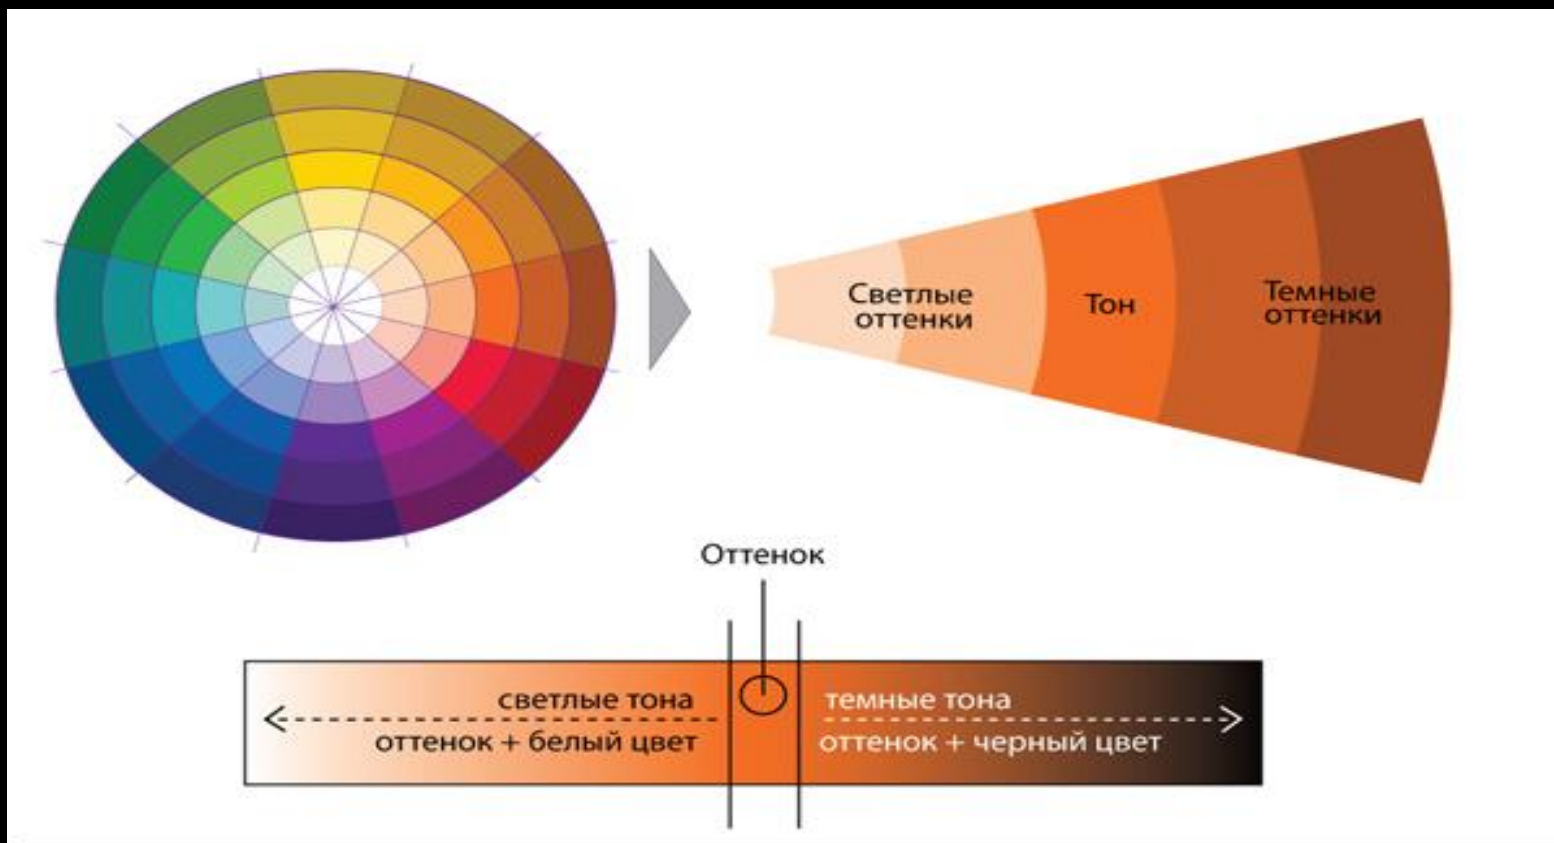 Светлые
оттенки
Тон
Темные
оттенки
Оттенок
светлые тона
оттенок + белый цвет
темные тона
оттенок + черный цвет